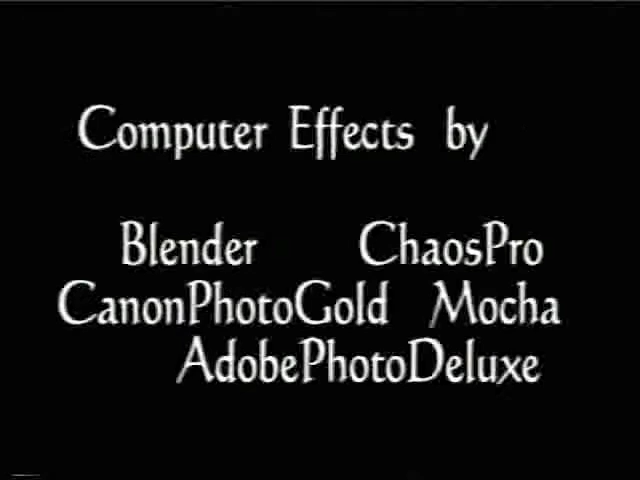 Computer Effects by
Blender ChaosPro
CanonPhotoGold Mocha
AdobePhotoDeluxe